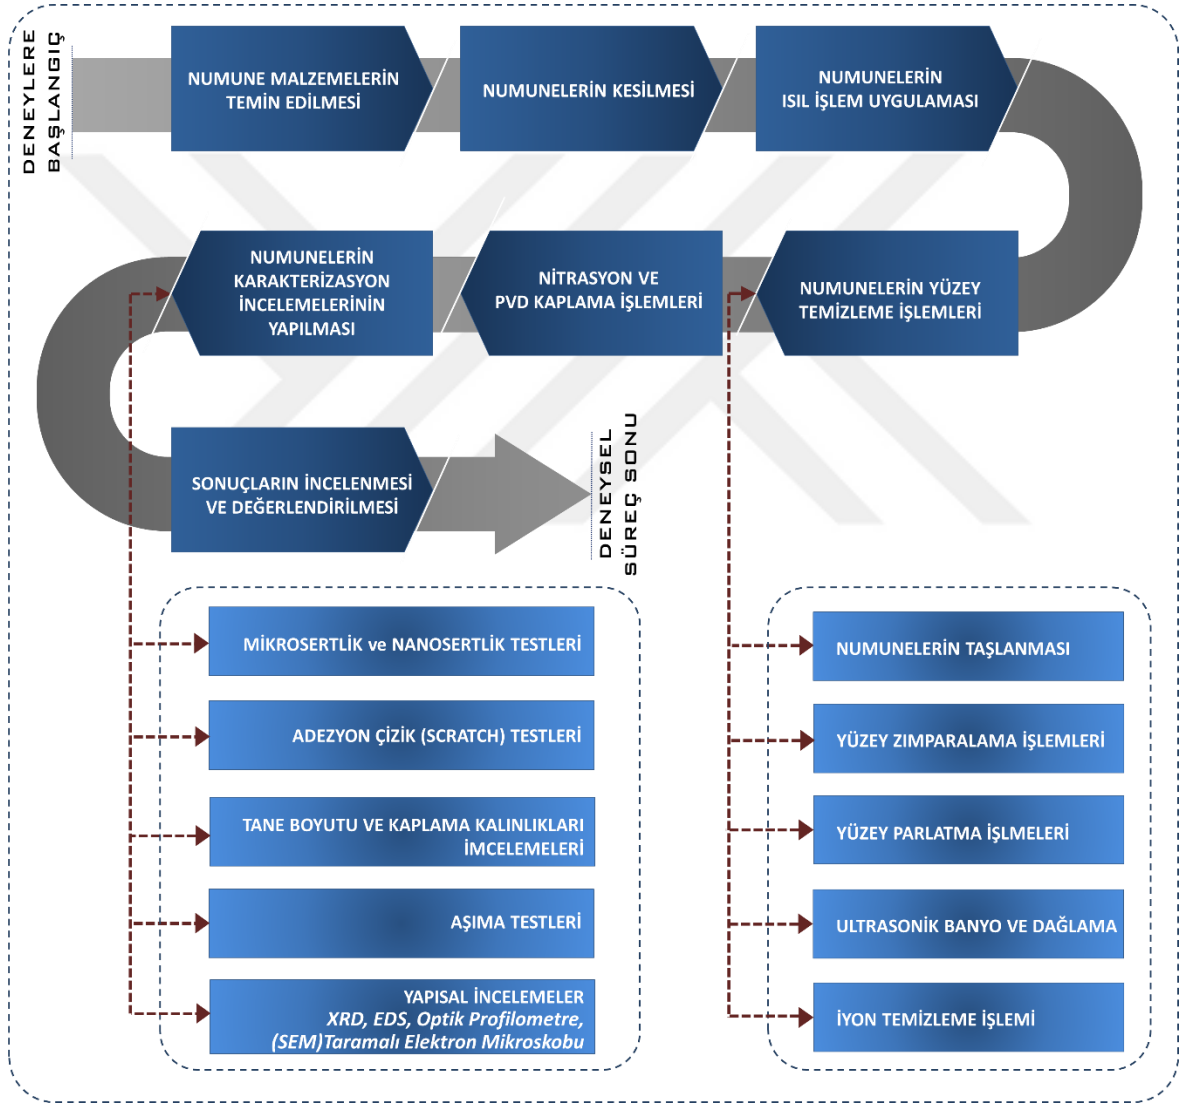 DENEYLERE
BAŞLANGIÇ
NUMUNE MALZEMELERİN
TEMİN EDİLMESİ
NUMUNELERİN KESİLMESİ
NUMUNELERİN
ISIL İŞLEM UYGULAMASI
NUMUNELERİN YÜZEY
TEMİZLEME İŞLEMLERİ
NİTRASYON VE
PVD KAPLAMA İŞLEMLERİ
NUMUNELERİN
KARAKTERİZASYON
İNCELEMELERİNİN
YAPILMASI
SONUÇLARIN İNCELENMESİ
VE DEĞERLENDİRİLMESİ
DENEYSEL
SÜREÇ SONU
MİKROSERTLİK ve NANOSERTLİK TESTLERİ
ADEZYON ÇİZİK (SCRATCH) TESTLERİ
TANE BOYUTU VE KAPLAMA KALINLIKLARI
İMCELEMELERİ
AŞIMA TESTLERİ
YAPISAL İNCELEMELER
XRD, EDS, Optik Profilometre,
(SEM)Taramalı Elektron Mikroskobu
NUMUNELERİN TAŞLANMASI
YÜZEY ZIMPARALAMA İŞLEMLERİ
YÜZEY PARLATMA İŞLMELERİ
ULTRASONİK BANYO VE DAĞLAMA
İYON TEMİZLEME İŞLEMİ